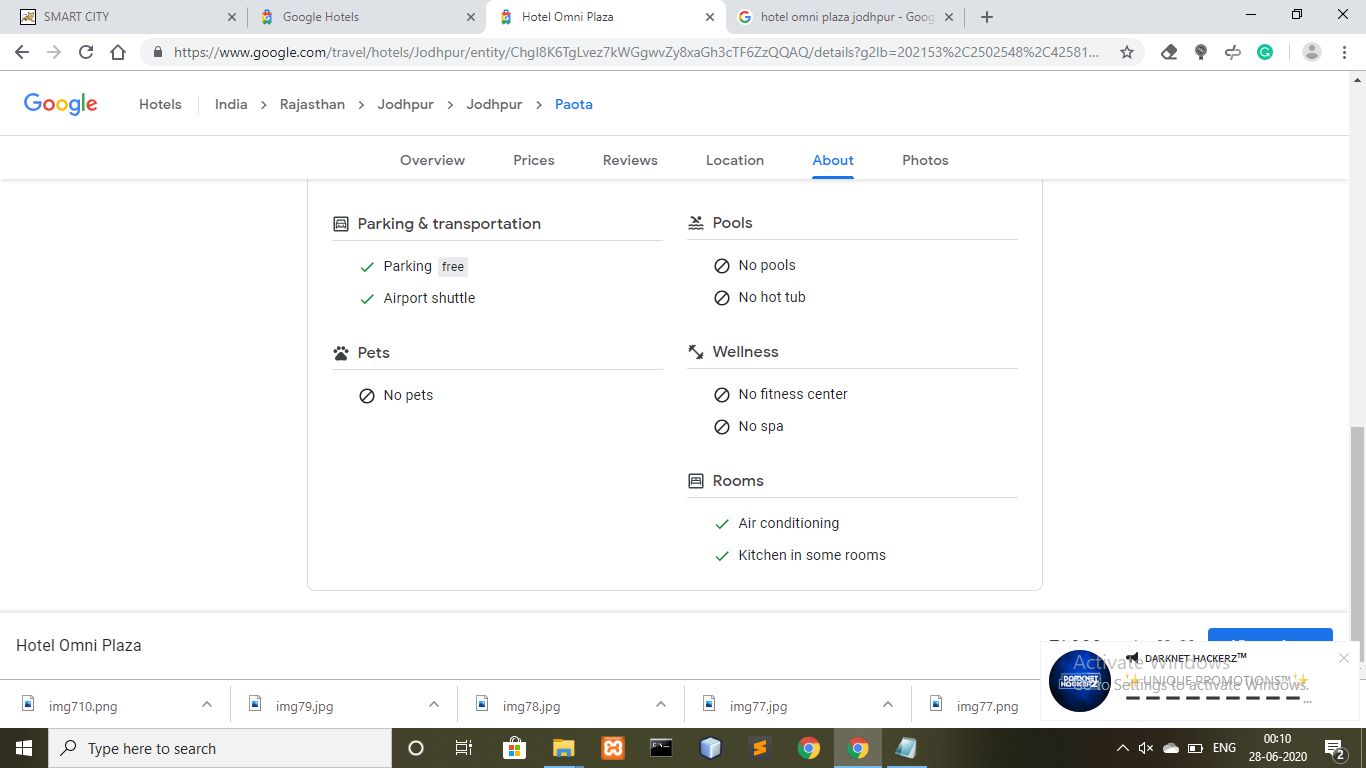 SMART CITY
Google Hotels
Hotel Omni Plaza
hotel omni plaza jodhpur - Goog
https://www.google.com/travel/hotels/Jodhpur/entity/ChgI8K6TgLvez7kWGgwvZy8xaGh3cTF6ZzQQAQ/details?g2lb=202153%2C2502548%2C42581...
Google
Hotels
India > Rajasthan > Jodhpur > Jodhpur > Paota
Overview
Prices
Reviews
Location
About
Photos
Parking & transportation
Parking free
Airport shuttle
Pets
No pets
Pools
No pools
No hot tub
Wellness
No fitness center
No spa
Rooms
Air conditioning
Kitchen in some rooms
Hotel Omni Plaza
DARKNET HACKERZ™
UNIQUE PROMOTIONS™
DARKNET
HACKERZ
Activate Windows
Go to Settings to activate Windows.
img710.png
img79.jpg
img78.jpg
img77.jpg
img77.png
Type here to search
ENG
00:10
28-06-2020
2